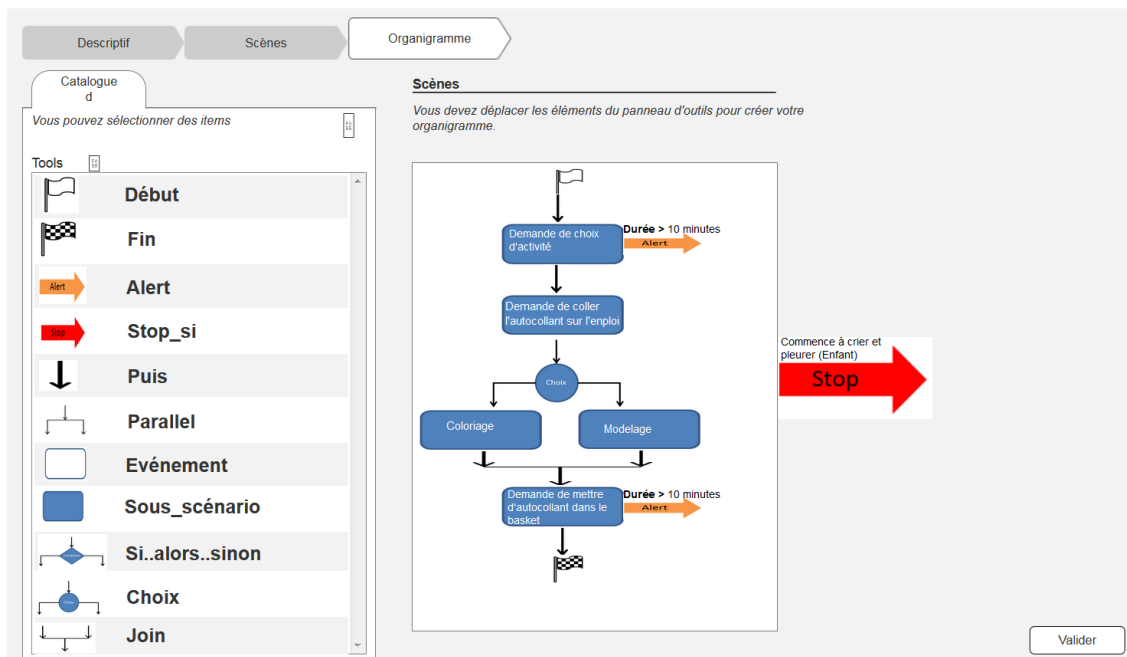 Descriptif
Scènes
Organigramme
Catalogue
d
Vous pouvez sélectionner des items
Tools
Début
Fin
Alert
Alert
Stop
Stop_si
Puis
Parallel
Evénement
Sous_scénario
Si..alors..sinon
Choix
Join
Scènes
Vous devez déplacer les élèments du panneau d'outils pour créer votre
organigramme.
Demande de choix
d'activité
Durée > 10 minutes
Alert
Demande de coller
l'autocollant sur l'enploi
Choix
Coloriage
Modelage
Demande de mettre
d'autocollant dans le
basket
Durée > 10 minutes
Alert
Commence à crier et
pleurer (Enfant)
Stop
Valider